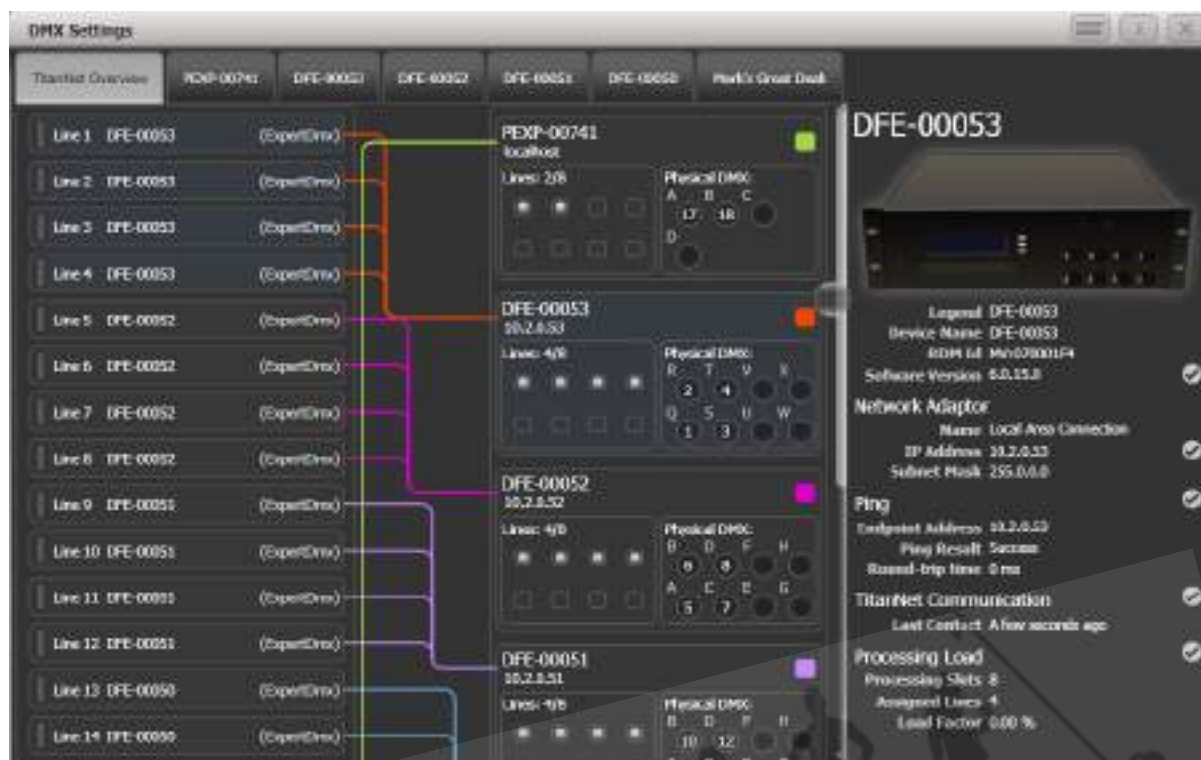 DMX Settings
TitanNet Overview
PEXP-00741
DFE-00053
DFE-00052
DFE-00051
DFE-00050
Mark's Great Desk
Line 1 DFE-00053 (ExpertDmx)
Line 2 DFE-00053 (ExpertDmx)
Line 3 DFE-00053 (ExpertDmx)
Line 4 DFE-00053 (ExpertDmx)
Line 5 DFE-00052 (ExpertDmx)
Line 6 DFE-00052 (ExpertDmx)
Line 7 DFE-00052 (ExpertDmx)
Line 8 DFE-00052 (ExpertDmx)
Line 9 DFE-00051 (ExpertDmx)
Line 10 DFE-00051 (ExpertDmx)
Line 11 DFE-00051 (ExpertDmx)
Line 12 DFE-00051 (ExpertDmx)
Line 13 DFE-00050 (ExpertDmx)
Line 14 DFE-00050 (ExpertDmx)
PEXP-00741
localhost
Lines: 2/8
Physical DMX:
A B C
17 18
D
DFE-00053
10.2.0.53
Lines: 4/8
Physical DMX:
R T V X
2 4
Q S U W
1 3
DFE-00052
10.2.0.52
Lines: 4/8
Physical DMX:
B D F H
6 8
A C E G
5 7
DFE-00051
10.2.0.51
Lines: 4/8
Physical DMX:
B D F H
10 12
DFE-00053
Legend DFE-00053
Device Name DFE-00053
RDM Id
Software Version 6.0.15.0
Network Adaptor
Name Local Area Connection
IP Address 10.2.0.53
Subnet Mask 255.0.0.0
Ping
Endpoint Address 10.2.0.53
Ping Result Success
Round-trip time 0 ms
TitanNet Communication
Last Contact A few seconds ago
Processing Load
Processing Slots 8
Assigned Lines 4
Load Factor 0.00 %